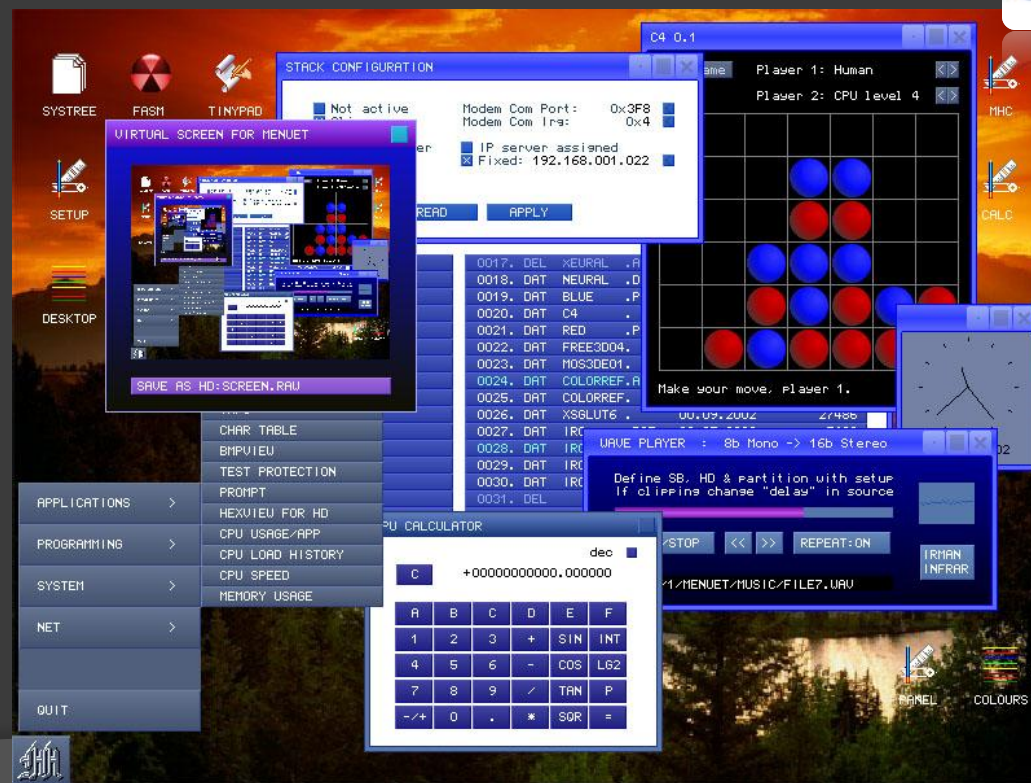 SYSTREE
FASM
TINYPAD
SETUP
DESKTOP
MHC
CALC
PANEL
COLOURS
STACK CONFIGURATION
Not active
Modem Com Port: 0x3F8
Modem Com Irq: 0x4
IP server assigned
Fixed: 192.168.001.022
READ
APPLY
C4 0.1
Player 1: Human
< >
Player 2: CPU level 4
< >
Make your move, player 1.
VIRTUAL SCREEN FOR MENUET
SAVE AS HD:SCREEN.RAW
0017. DEL XEURAL .A
0018. DAT NEURAL .D
0019. DAT BLUE .P
0020. DAT C4 .
0021. DAT RED .P
0022. DAT FREE3D04.
0023. DAT MOS3DE01.
0024. DAT COLORREF.A
0025. DAT COLORREF.
0026. DAT XSGLUT6 . 00.09.2002 27486
0027. DAT IRC
0028. DAT IRC
0029. DAT IRC
0030. DAT IRC
0031. DEL
CHAR TABLE
BMPVIEW
TEST PROTECTION
PROMPT
HEXVIEW FOR HD
CPU USAGE/APP
CPU LOAD HISTORY
CPU SPEED
MEMORY USAGE
APPLICATIONS >
PROGRAMMING >
SYSTEM >
NET >
QUIT
WAVE PLAYER : 8b Mono -> 16b Stereo
Define SB, HD & partition with setup
If clipping change "delay" in source
/STOP
<<
>>
REPEAT:ON
IRMAN
INFRAR
/1/MENUET/MUSIC/FILE7.WAV
PU CALCULATOR
dec
C
+00000000000.000000
A B C D E F
1 2 3 + SIN INT
4 5 6 - COS LG2
7 8 9 / TAN P
-/+ 0 . * SQR =